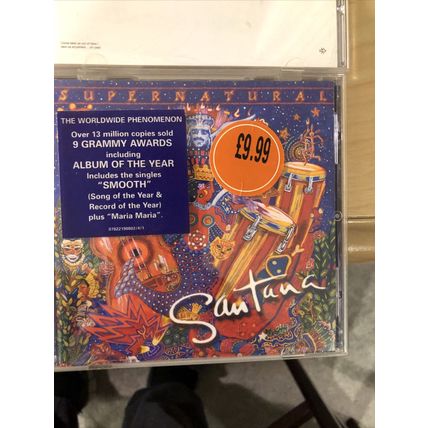 SUPERNATURAL
THE WORLDWIDE PHENOMENON
Over 13 million copies sold
9 GRAMMY AWARDS
including
ALBUM OF THE YEAR
Includes the singles
"SMOOTH"
(Song of the Year &
Record of the Year)
plus "Maria Maria".
£9.99
Santana